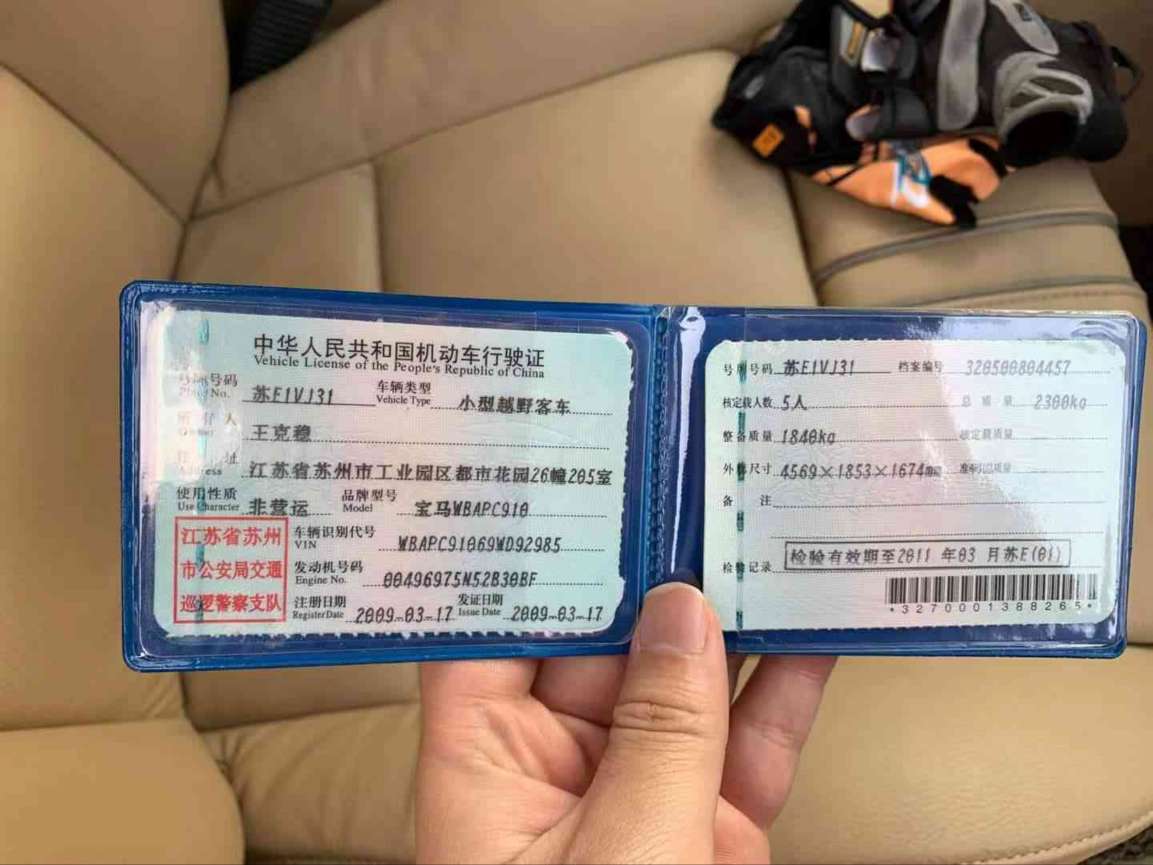 中华人民共和国机动车行驶证
Vehicle License of the People's Republic of China
号牌号码 苏E1VJ31 车辆类型 小型越野客车
Plate No. Vehicle Type
所有人 王克稳
Owner
住址 江苏省苏州市工业园区都市花园26幢205室
Address
使用性质 非营运 品牌型号 宝马WBAPC910
Use Character Model
江苏省苏州
市公安局交通
巡逻警察支队
车辆识别代号 WBAPC91069WD92985
VIN
发动机号码 00496975N52B30BF
Engine No.
注册日期 2009-03-17 发证日期 2009-03-17
Register Date Issue Date
号牌号码 苏E1VJ31 档案编号 320500804457
核定载人数 5人 总质量 2300kg
整备质量 1840kg 核定载质量
外廓尺寸 4569×1853×1674mm 准牵引总质量
备注
检验记录 检验有效期至2011年03月苏E(01)
*3270001388265*